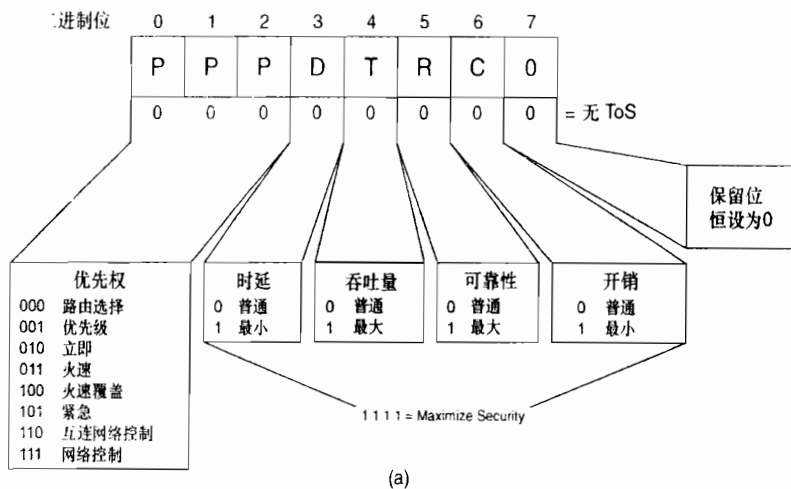 二进制位 0 1 2 3 4 5 6 7
P P P D T R C 0
0 0 0 0 0 0 0 0 = 无 ToS
保留位
恒设为0
优先权
000 路由选择
001 优先级
010 立即
011 火速
100 火速覆盖
101 紧急
110 互连网络控制
111 网络控制
时延
0 普通
1 最小
吞吐量
0 普通
1 最大
可靠性
0 普通
1 最大
开销
0 普通
1 最小
1 1 1 1 = Maximize Security
(a)